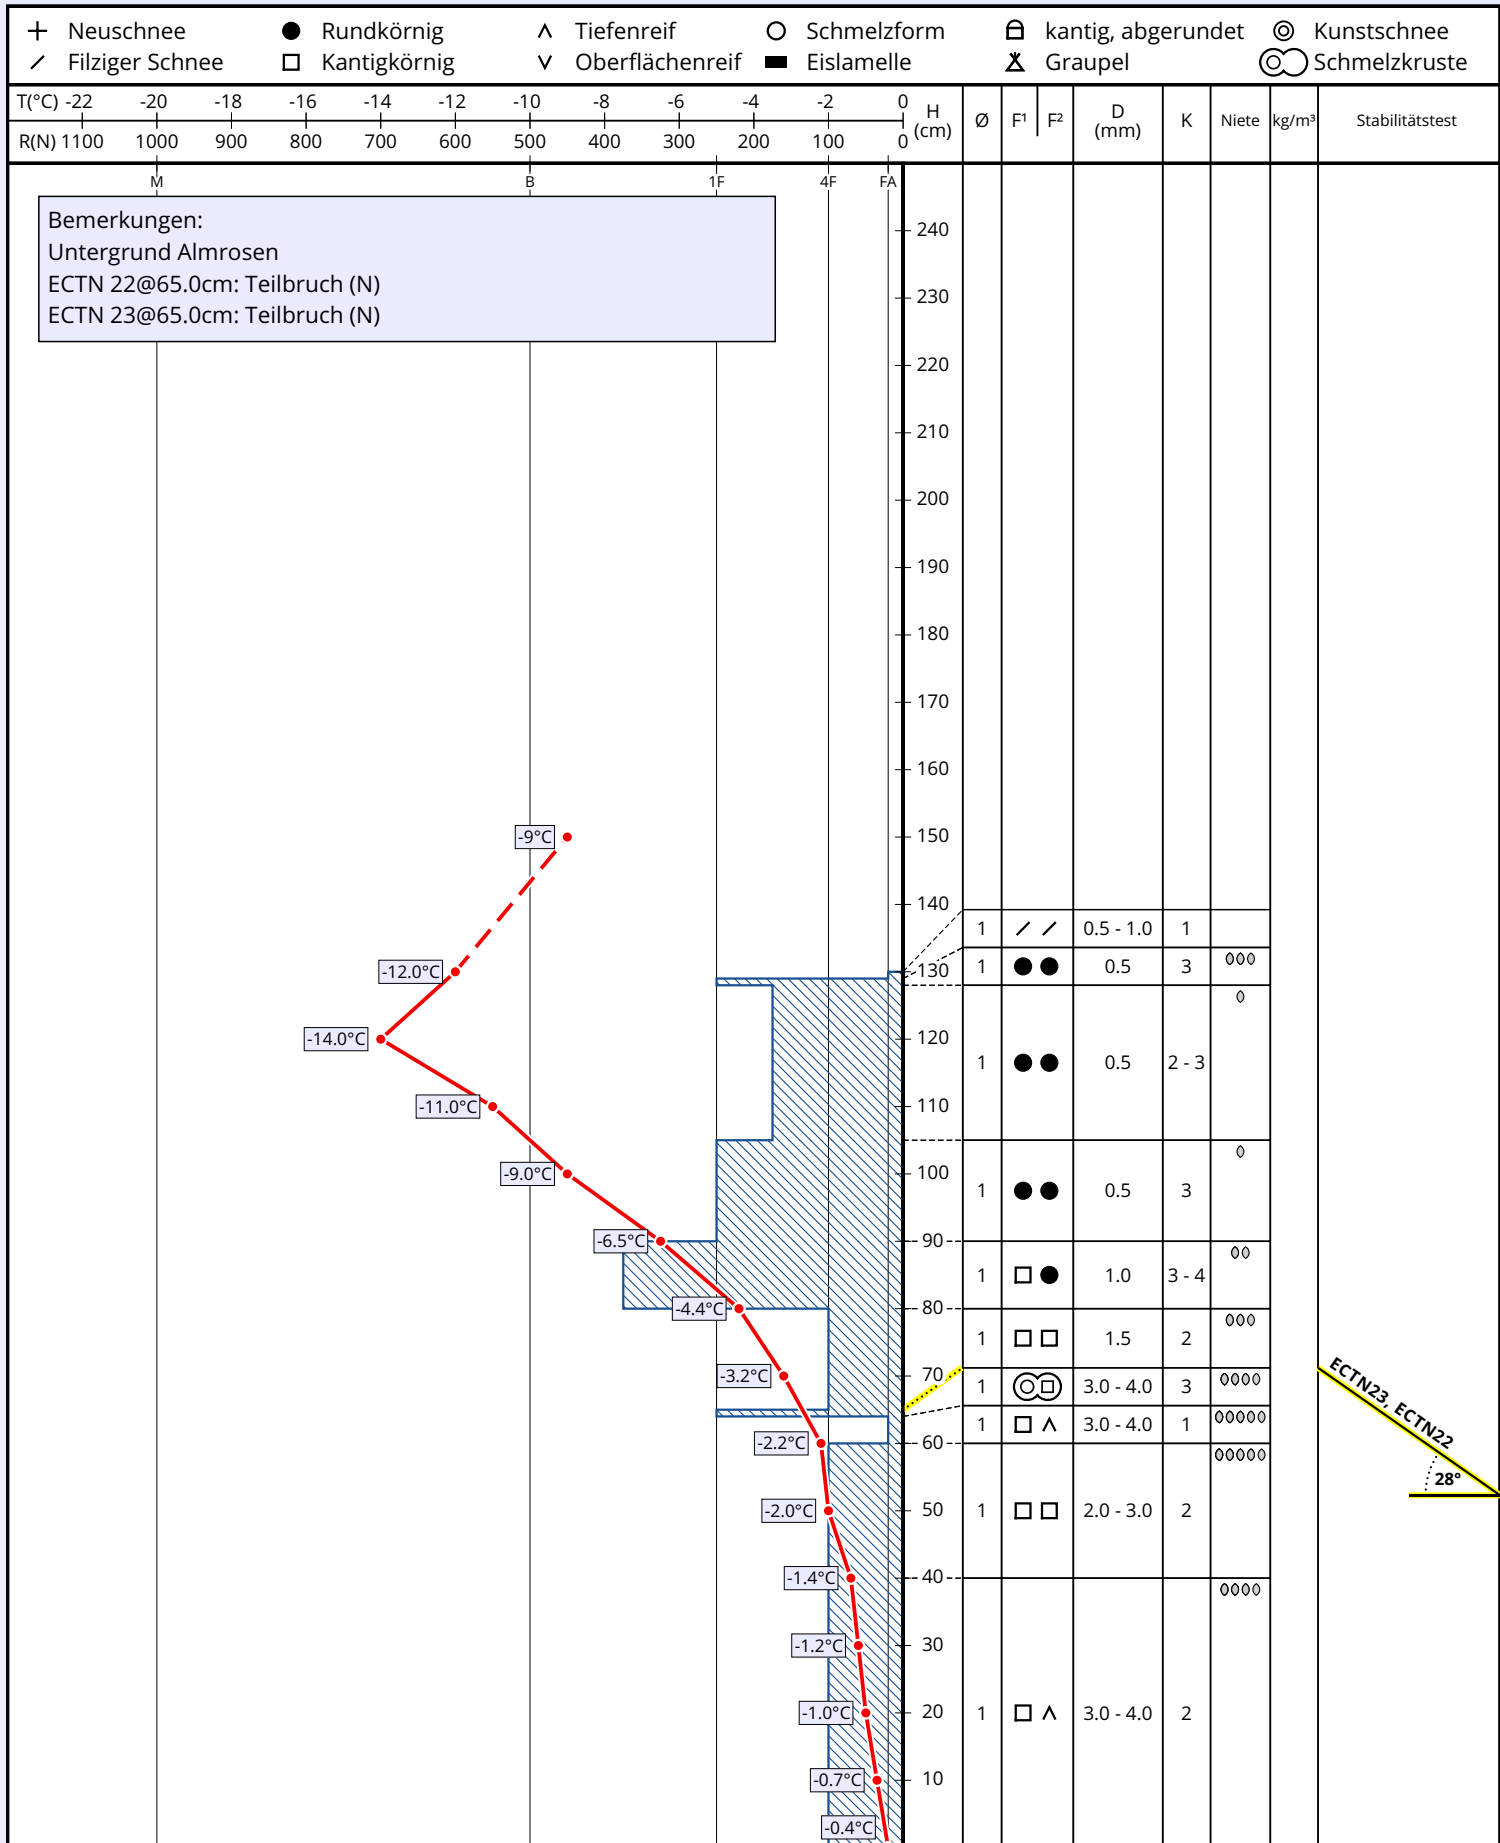 Neuschnee Rundkörnig Tiefenreif Schmelzform kantig, abgerundet Kunstschnee
Filziger Schnee Kantigkörnig Oberflächenreif Eislamelle Graupel Schmelzkruste
T(°C) -22 -20 -18 -16 -14 -12 -10 -8 -6 -4 -2 0
R(N) 1100 1000 900 800 700 600 500 400 300 200 100 0
H (cm) Ø F¹ F² D (mm) K Niete kg/m³ Stabilitätstest
M B 1F 4F FA
Bemerkungen:
Untergrund Almrosen
ECTN 22@65.0cm: Teilbruch (N)
ECTN 23@65.0cm: Teilbruch (N)
240
230
220
210
200
190
180
170
160
-9°C 150
140
1 0.5 - 1.0 1
-12.0°C 130 1 0.5 3
-14.0°C 120
1 0.5 2 - 3
-11.0°C 110
-9.0°C 100
1 0.5 3
-6.5°C 90
1 1.0 3 - 4
-4.4°C 80
1 1.5 2
-3.2°C 70
1 3.0 - 4.0 3
1 3.0 - 4.0 1
ECTN23, ECTN22
28°
-2.2°C 60
-2.0°C 50 1 2.0 - 3.0 2
-1.4°C 40
-1.2°C 30
-1.0°C 20 1 3.0 - 4.0 2
-0.7°C 10
-0.4°C